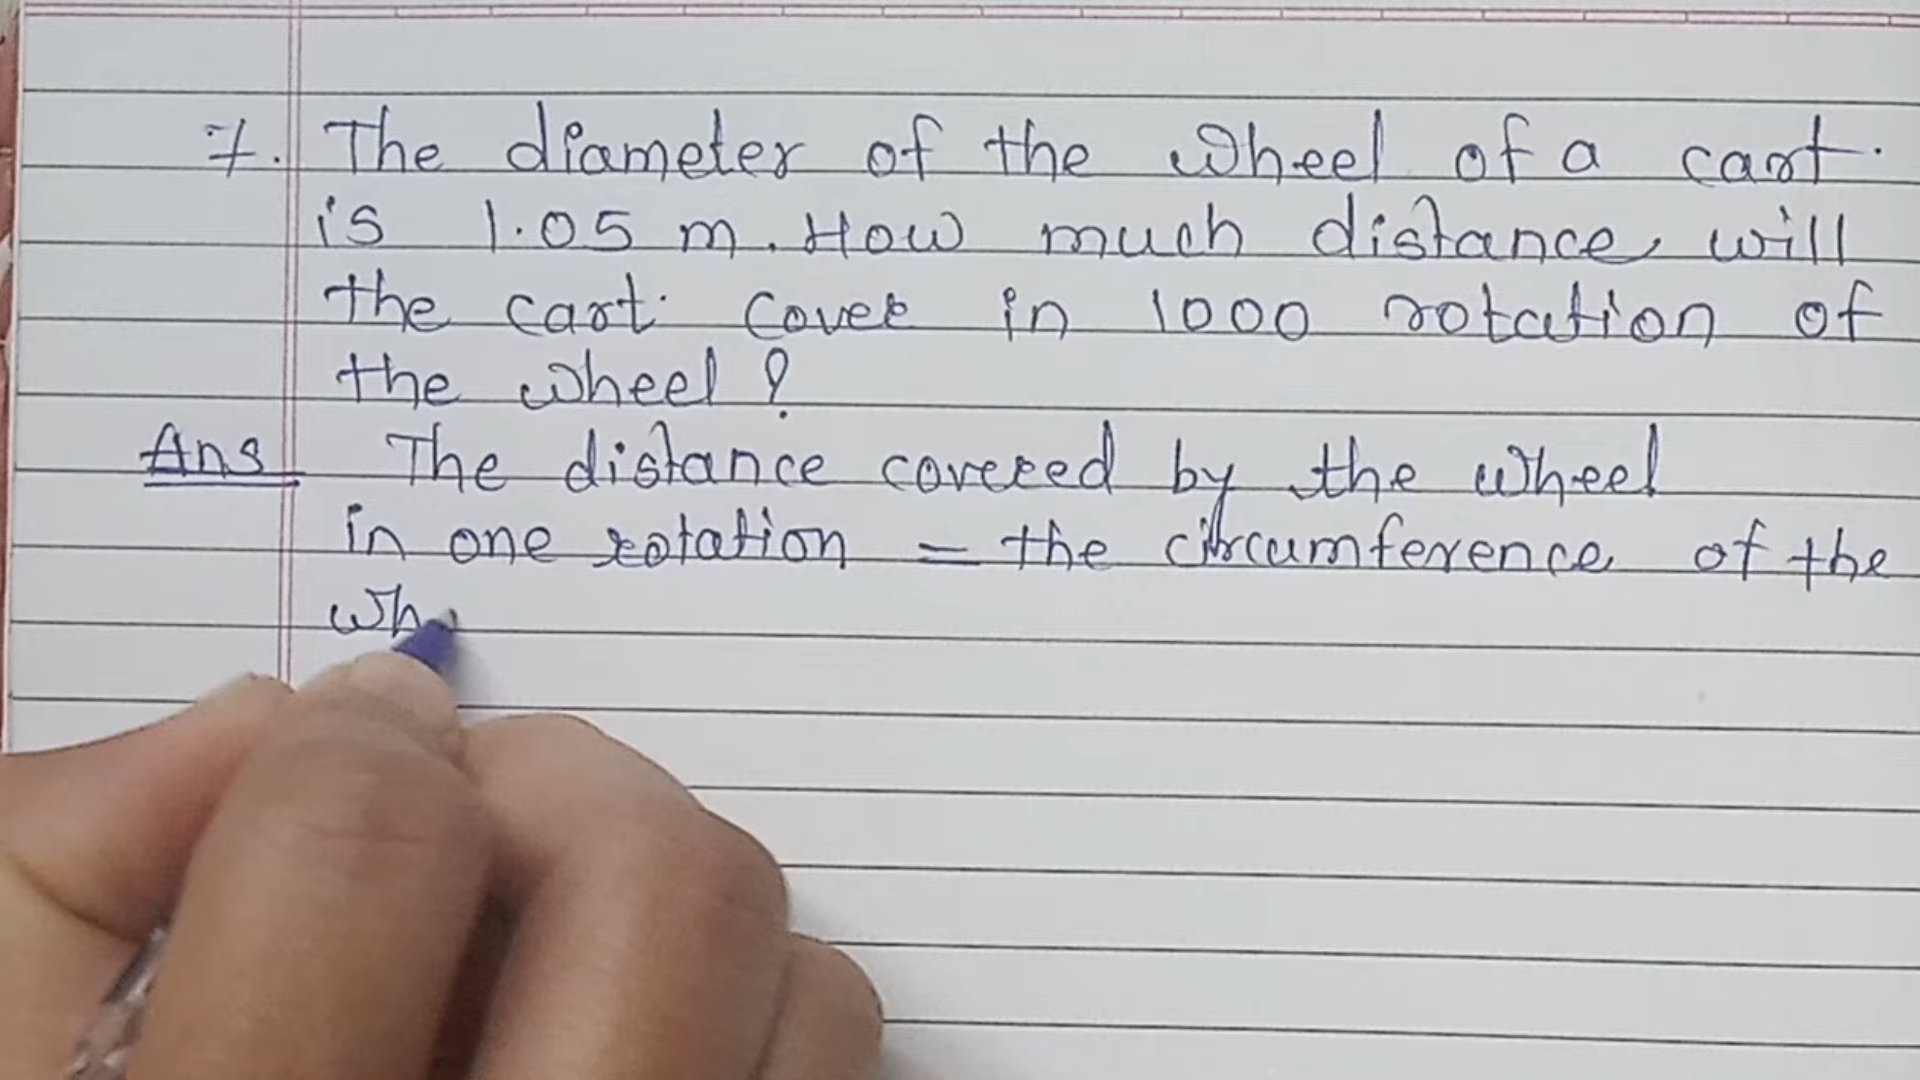 7. The diameter of the wheel of a cart
is 1.05 m. How much distance will
the cart cover in 1000 rotation of
the wheel?
Ans The distance covered by the wheel
in one rotation = the circumference of the
wh